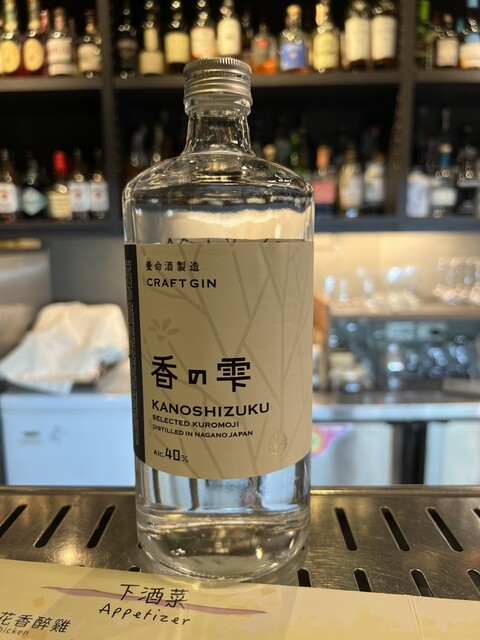 養命酒製造
CRAFT GIN
香の雫
KANOSHIZUKU
SELECTED KUROMOJI
DISTILLED IN NAGANO JAPAN
Alc.40%
下酒菜
Appetizer
花香醉雞
hicken